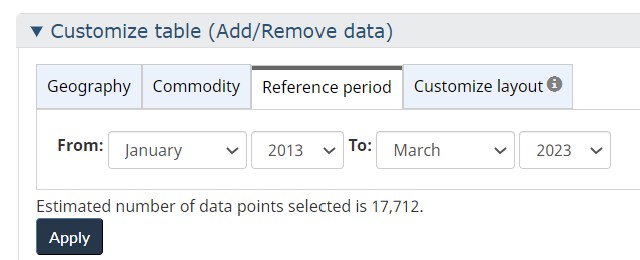 Customize table (Add/Remove data)
Geography Commodity Reference period Customize layout
From: January 2013 To: March 2023
Estimated number of data points selected is 17,712.
Apply